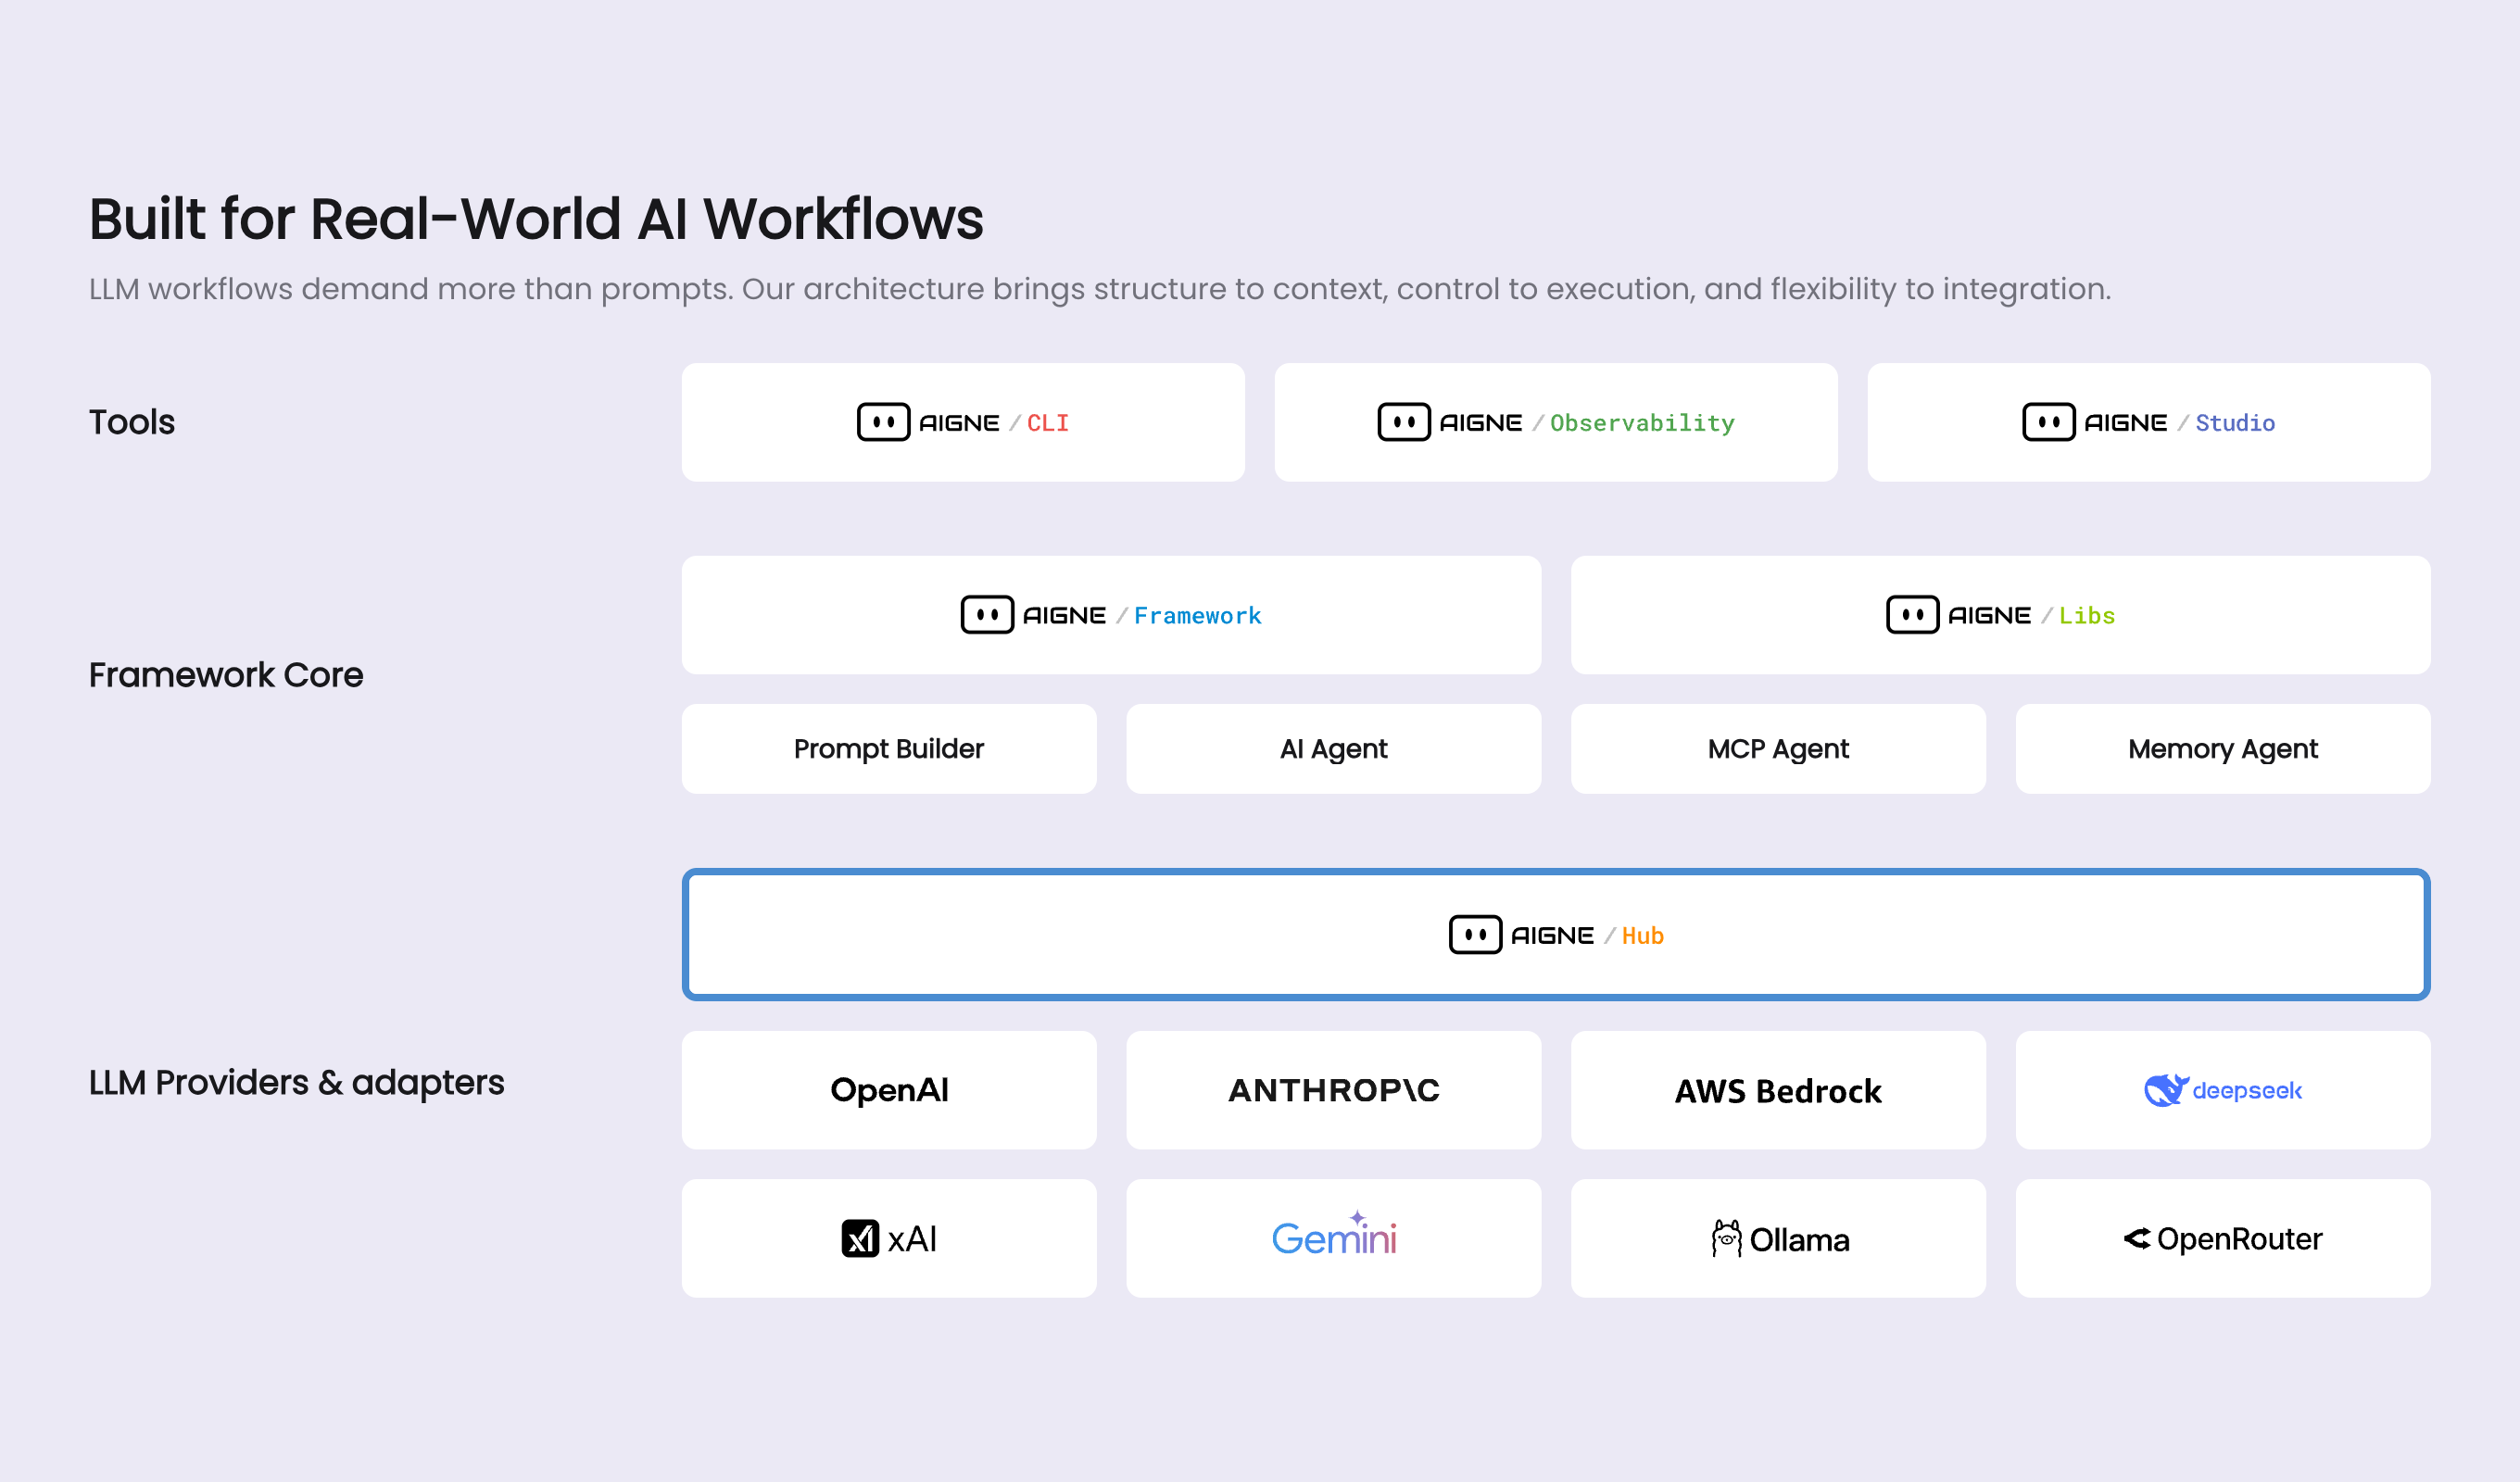 Built for Real-World AI Workflows
LLM workflows demand more than prompts. Our architecture brings structure to context, control to execution, and flexibility to integration.
Tools
AIGNE / CLI
AIGNE / Observability
AIGNE / Studio
Framework Core
AIGNE / Framework
AIGNE / Libs
Prompt Builder
AI Agent
MCP Agent
Memory Agent
AIGNE / Hub
LLM Providers & adapters
OpenAI
ANTHROP\C
AWS Bedrock
deepseek
xAI
Gemini
Ollama
OpenRouter